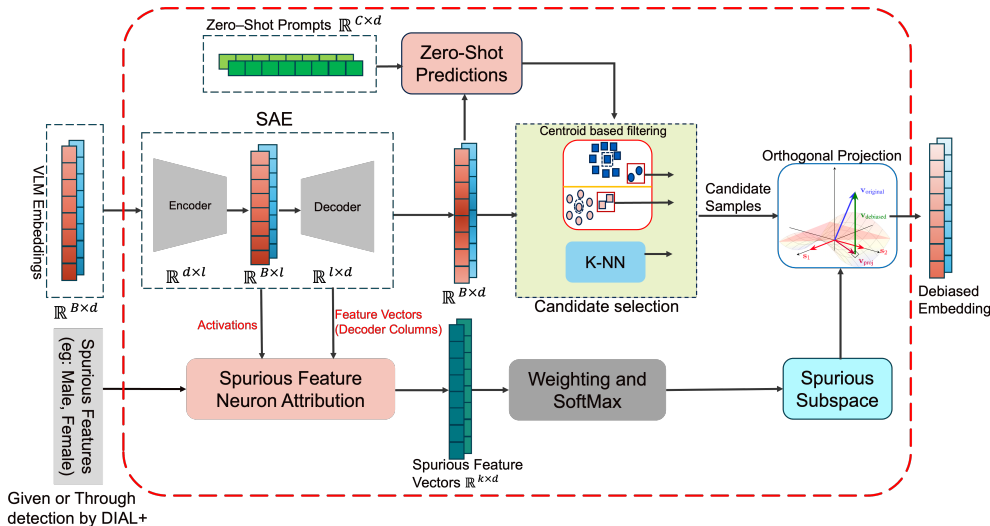 Zero–Shot Prompts ℝ^{C×d}
Zero-Shot
Predictions
SAE
VLM Embeddings
ℝ^{B×d}
Encoder
Decoder
ℝ^{d×l}
ℝ^{B×l}
ℝ^{l×d}
ℝ^{B×d}
Centroid based filtering
K-NN
Candidate selection
Candidate
Samples
Orthogonal Projection
v_original
v_debiased
v_proj
s_1
s_2
Debiased
Embedding
Activations
Feature Vectors
(Decoder Columns)
Spurious Features
(eg: Male, Female)
Spurious Feature
Neuron Attribution
Weighting and
SoftMax
Spurious
Subspace
Spurious Feature
Vectors ℝ^{k×d}
Given or Through
detection by DIAL+